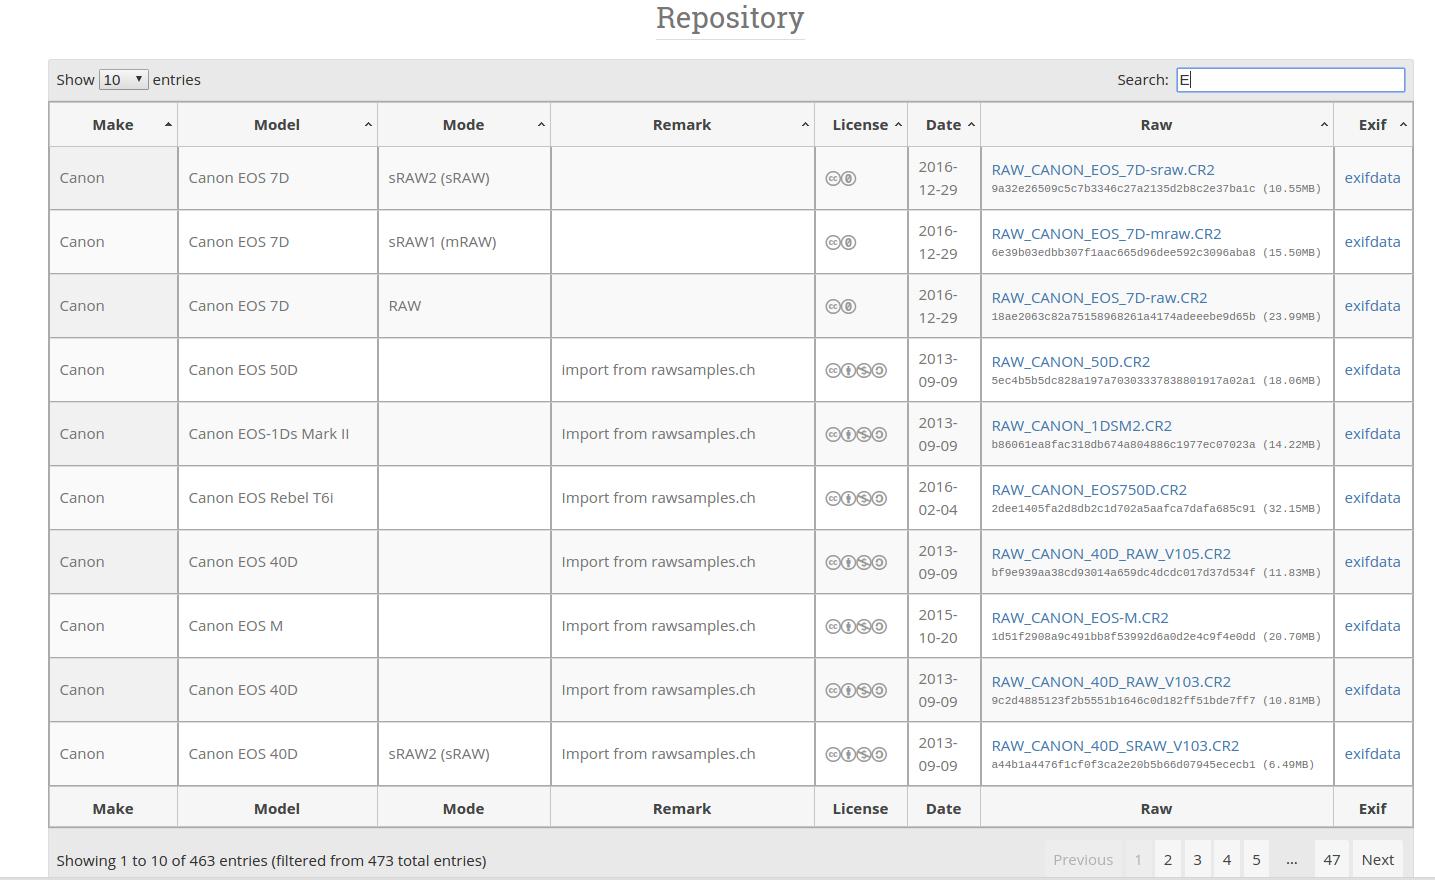 Repository
Show 10 entries Search: E
Make Model Mode Remark License Date Raw Exif
Canon Canon EOS 7D sRAW2 (sRAW) 2016-12-29 RAW_CANON_EOS_7D-sraw.CR2 exifdata
9a32e26509c5c7b3346c27a2135d2b8c2e37ba1c (10.55MB)
Canon Canon EOS 7D sRAW1 (mRAW) 2016-12-29 RAW_CANON_EOS_7D-mraw.CR2 exifdata
6e39b03edbb307f1aac665d96dee592c3096aba8 (15.50MB)
Canon Canon EOS 7D RAW 2016-12-29 RAW_CANON_EOS_7D-raw.CR2 exifdata
18ae2063c82a75158968261a4174adeeebe9d65b (23.99MB)
Canon Canon EOS 50D Import from rawsamples.ch 2013-09-09 RAW_CANON_50D.CR2 exifdata
5ec4b5b5dc828a197a70303337838801917a02a1 (18.06MB)
Canon Canon EOS-1Ds Mark II Import from rawsamples.ch 2013-09-09 RAW_CANON_1DSM2.CR2 exifdata
b86061ea8fac318db674a804886c1977ec07023a (14.22MB)
Canon Canon EOS Rebel T6i Import from rawsamples.ch 2016-02-04 RAW_CANON_EOS750D.CR2 exifdata
2dee1405fa2d8db2c1d702a5aafca7dafa685c91 (32.15MB)
Canon Canon EOS 40D Import from rawsamples.ch 2013-09-09 RAW_CANON_40D_RAW_V105.CR2 exifdata
bf9e939aa38cd93014a659dc4dcdc017d37d534f (11.83MB)
Canon Canon EOS M Import from rawsamples.ch 2015-10-20 RAW_CANON_EOS-M.CR2 exifdata
1d51f2908a9c491bb8f53992d6a0d2e4c9f4e0dd (20.70MB)
Canon Canon EOS 40D Import from rawsamples.ch 2013-09-09 RAW_CANON_40D_RAW_V103.CR2 exifdata
9c2d4885123f2b5551b1646c0d182ff51bde7ff7 (10.81MB)
Canon Canon EOS 40D sRAW2 (sRAW) Import from rawsamples.ch 2013-09-09 RAW_CANON_40D_SRAW_V103.CR2 exifdata
a44b1a4476f1cf0f3ca2e20b5b66d07945ececb1 (6.49MB)
Make Model Mode Remark License Date Raw Exif
Showing 1 to 10 of 463 entries (filtered from 473 total entries) Previous 1 2 3 4 5 … 47 Next